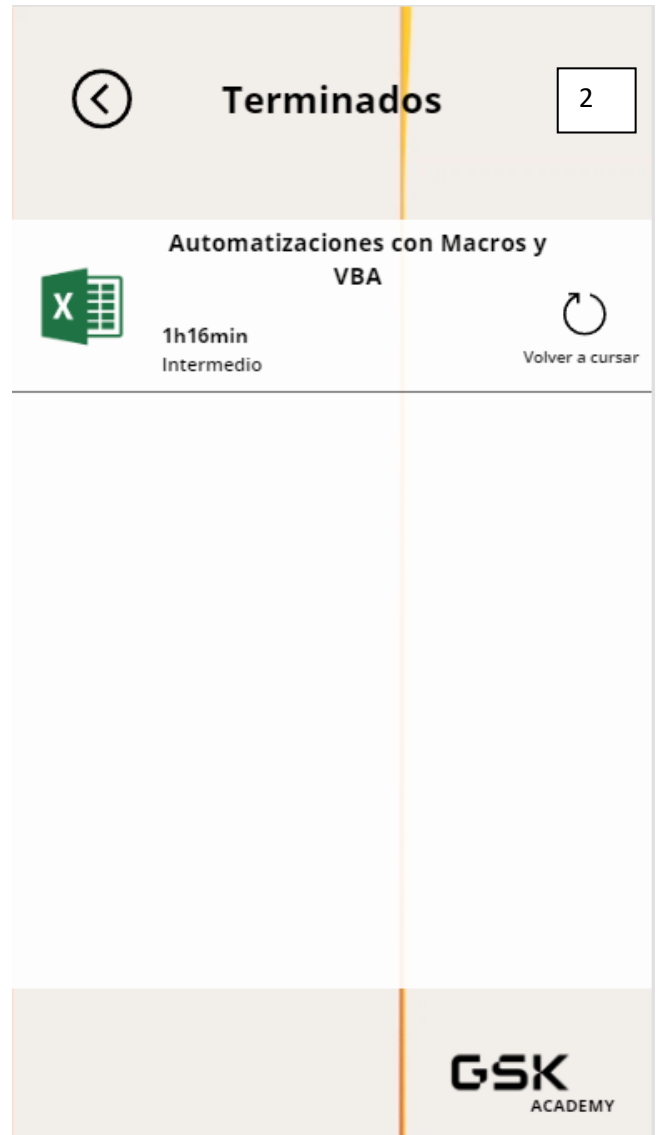 Terminados
2
Automatizaciones con Macros y
VBA
X
1h16min
Intermedio
Volver a cursar
GSK
ACADEMY